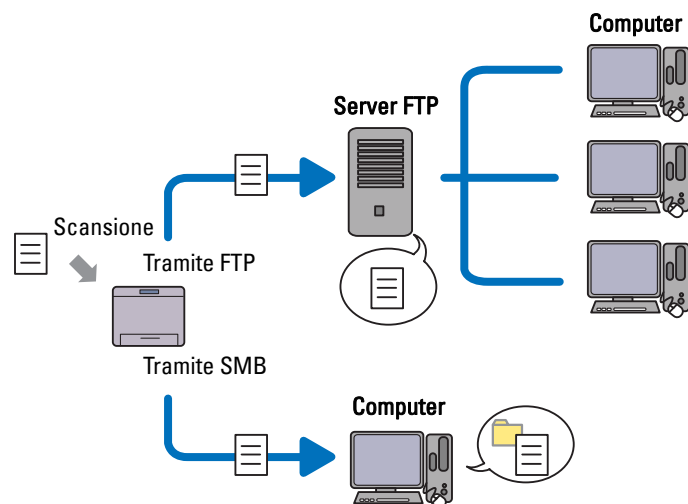 Computer
Server FTP
Scansione
Tramite FTP
Tramite SMB
Computer